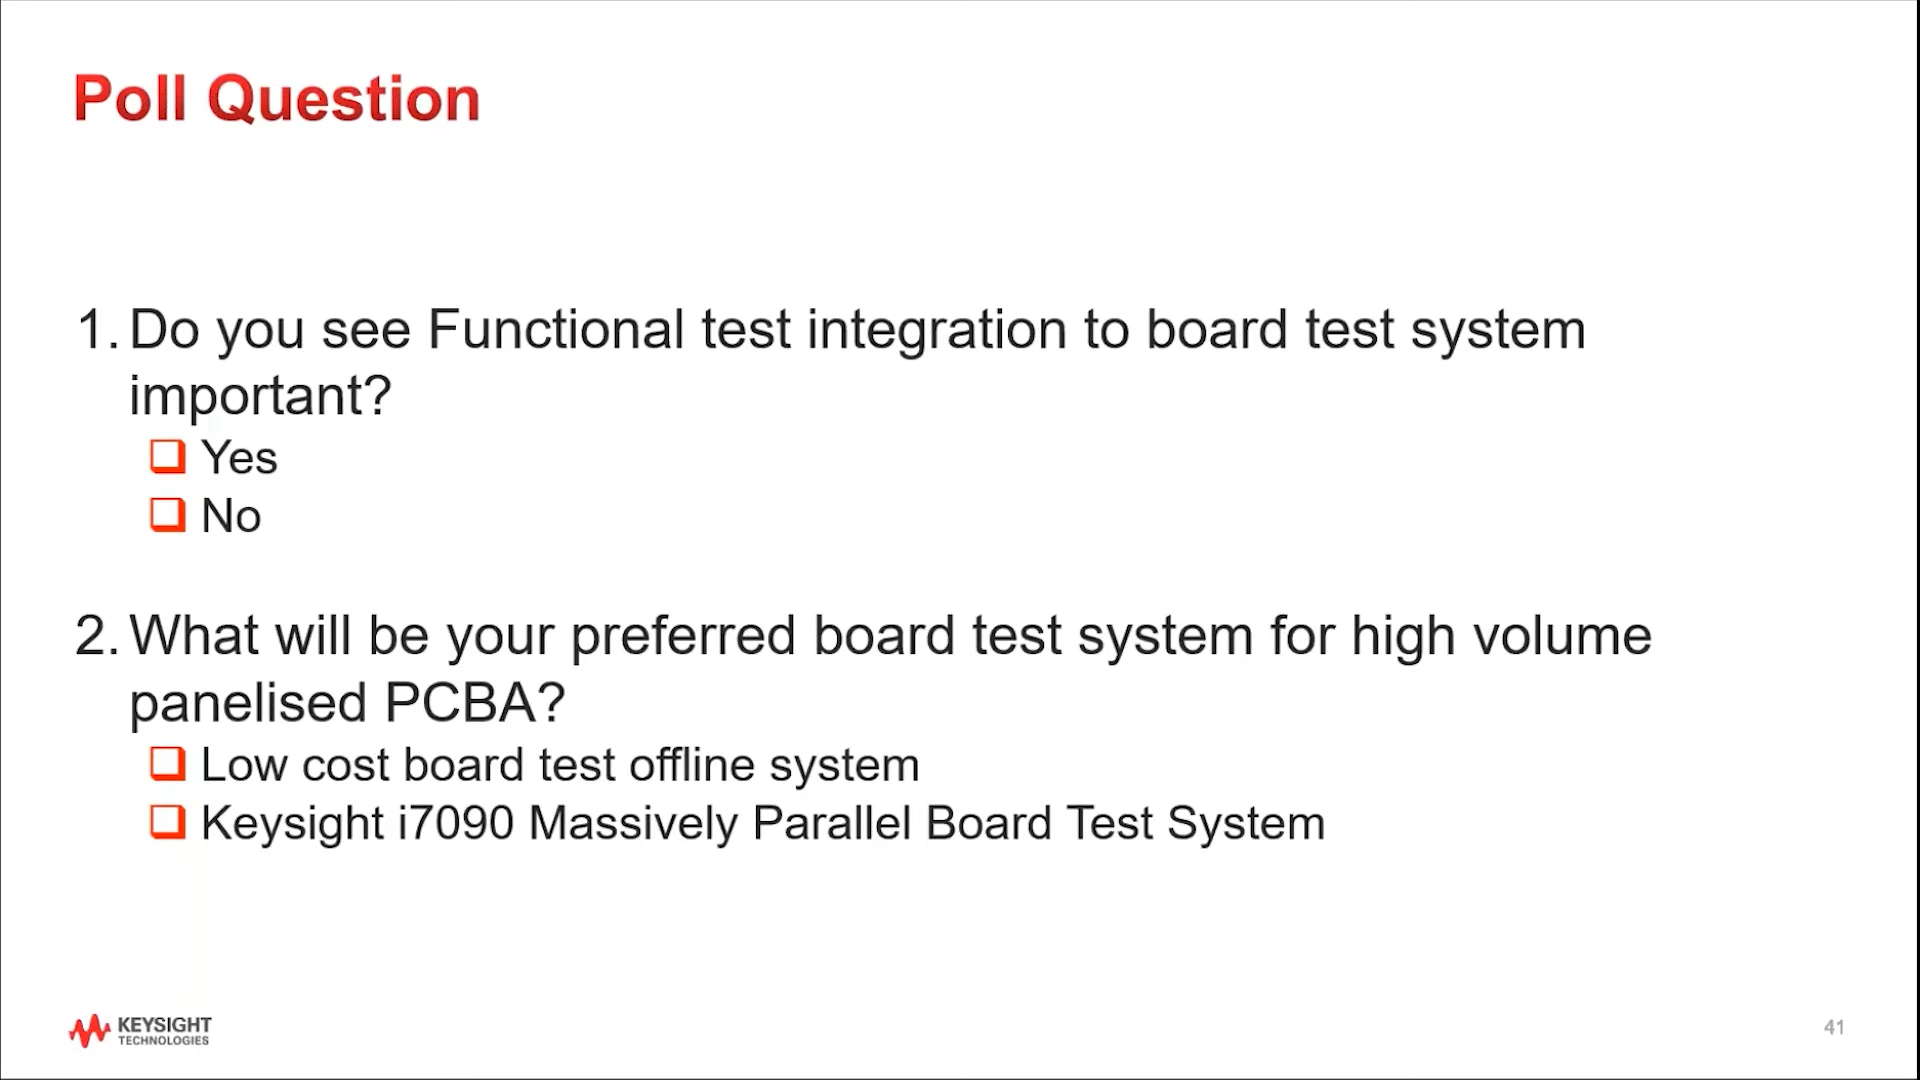 Poll Question
1. Do you see Functional test integration to board test system
important?
Yes
No
2. What will be your preferred board test system for high volume
panelised PCBA?
Low cost board test offline system
Keysight i7090 Massively Parallel Board Test System
KEYSIGHT
TECHNOLOGIES
41